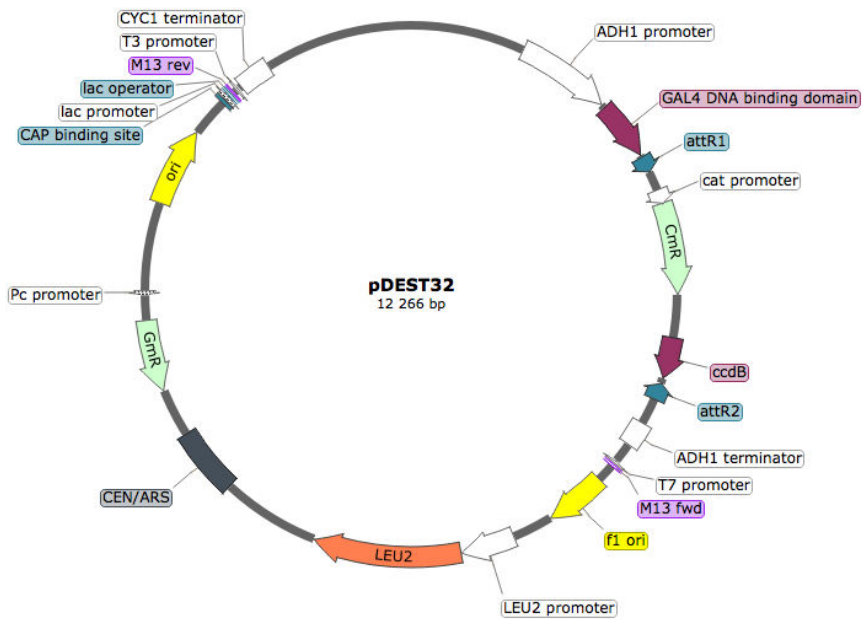 CYC1 terminator
T3 promoter
M13 rev
lac operator
lac promoter
CAP binding site
ori
Pc promoter
GmR
CEN/ARS
LEU2
LEU2 promoter
f1 ori
M13 fwd
T7 promoter
ADH1 terminator
attR2
ccdB
CmR
cat promoter
attR1
GAL4 DNA binding domain
ADH1 promoter
pDEST32
12 266 bp